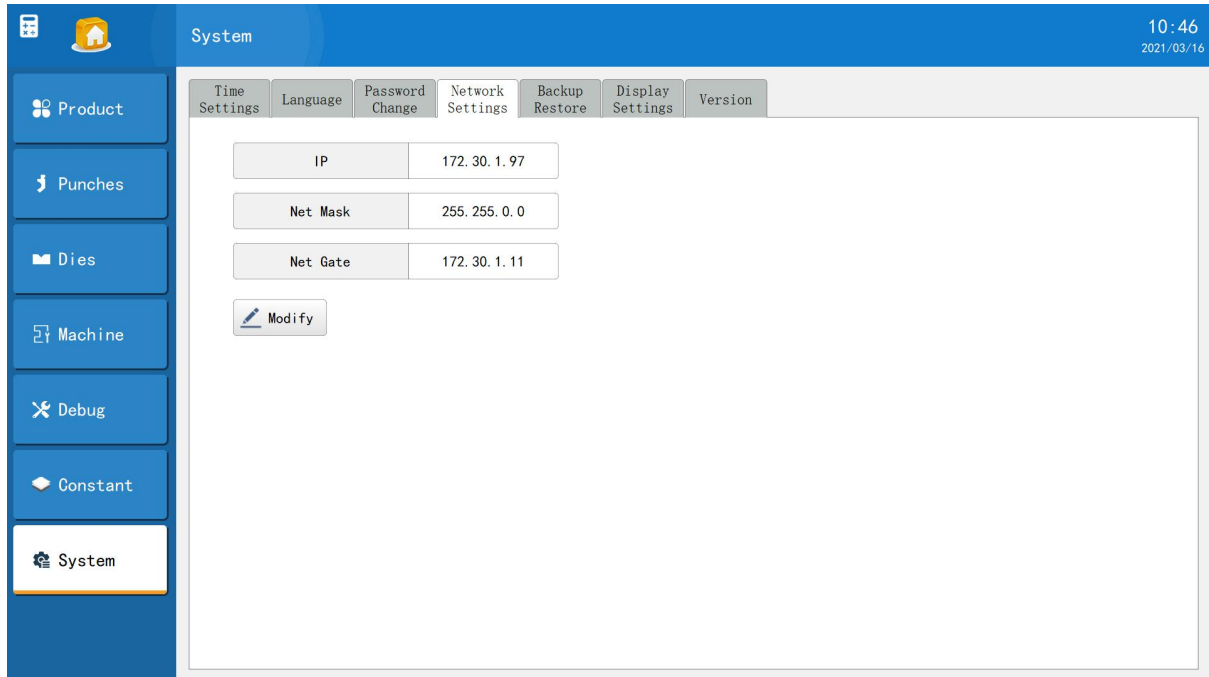 System
10:46
2021/03/16
Product
Punches
Dies
Machine
Debug
Constant
System
Time
Settings
Language
Password
Change
Network
Settings
Backup
Restore
Display
Settings
Version
IP
172.30.1.97
Net Mask
255.255.0.0
Net Gate
172.30.1.11
Modify